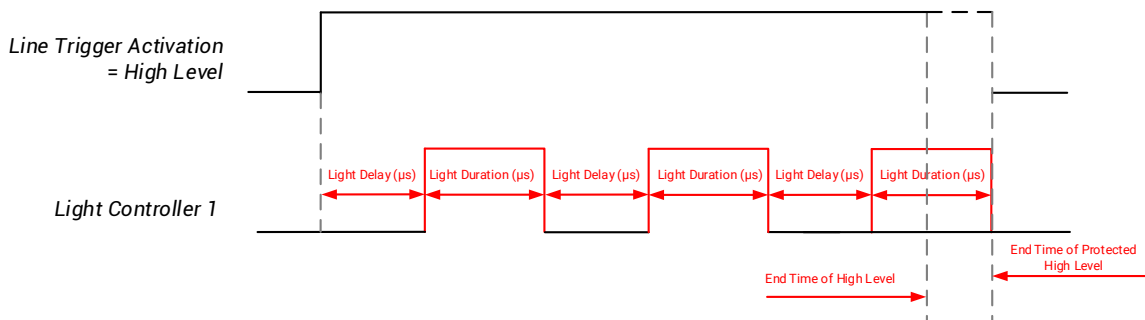 Line Trigger Activation
= High Level
Light Delay (µs)
Light Duration (µs)
Light Delay (µs)
Light Duration (µs)
Light Delay (µs)
Light Duration (µs)
Light Controller 1
End Time of High Level
End Time of Protected
High Level